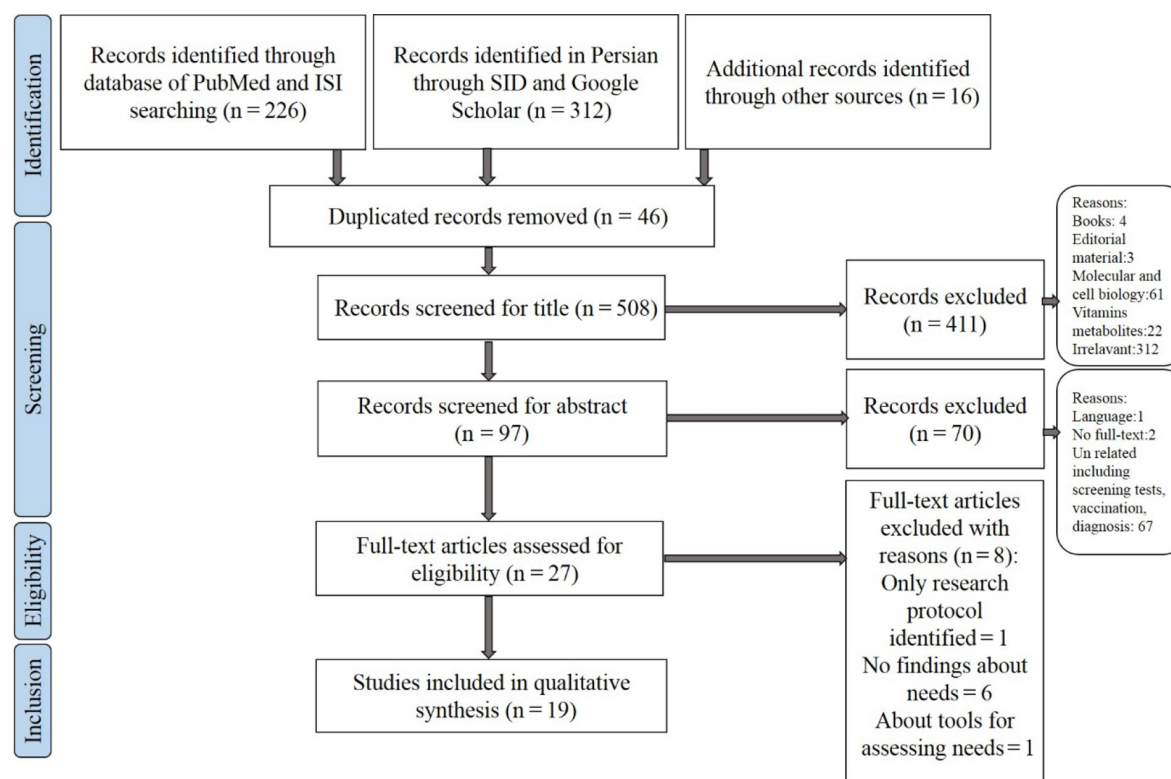 Identification
Records identified through
database of PubMed and ISI
searching (n = 226)
Records identified in Persian
through SID and Google
Scholar (n = 312)
Additional records identified
through other sources (n = 16)
Duplicated records removed (n = 46)
Screening
Records screened for title (n = 508)
Records excluded
(n = 411)
Reasons:
Books: 4
Editorial
material:3
Molecular and
cell biology:61
Vitamins
metabolites:22
Irrelavant:312
Records screened for abstract
(n = 97)
Records excluded
(n = 70)
Reasons:
Language:1
No full-text:2
Un related
including
screening tests,
vaccination,
diagnosis: 67
Eligibility
Full-text articles assessed for
eligibility (n = 27)
Full-text articles
excluded with
reasons (n = 8):
Only research
protocol
identified = 1
No findings about
needs = 6
About tools for
assessing needs = 1
Inclusion
Studies included in qualitative
synthesis (n = 19)